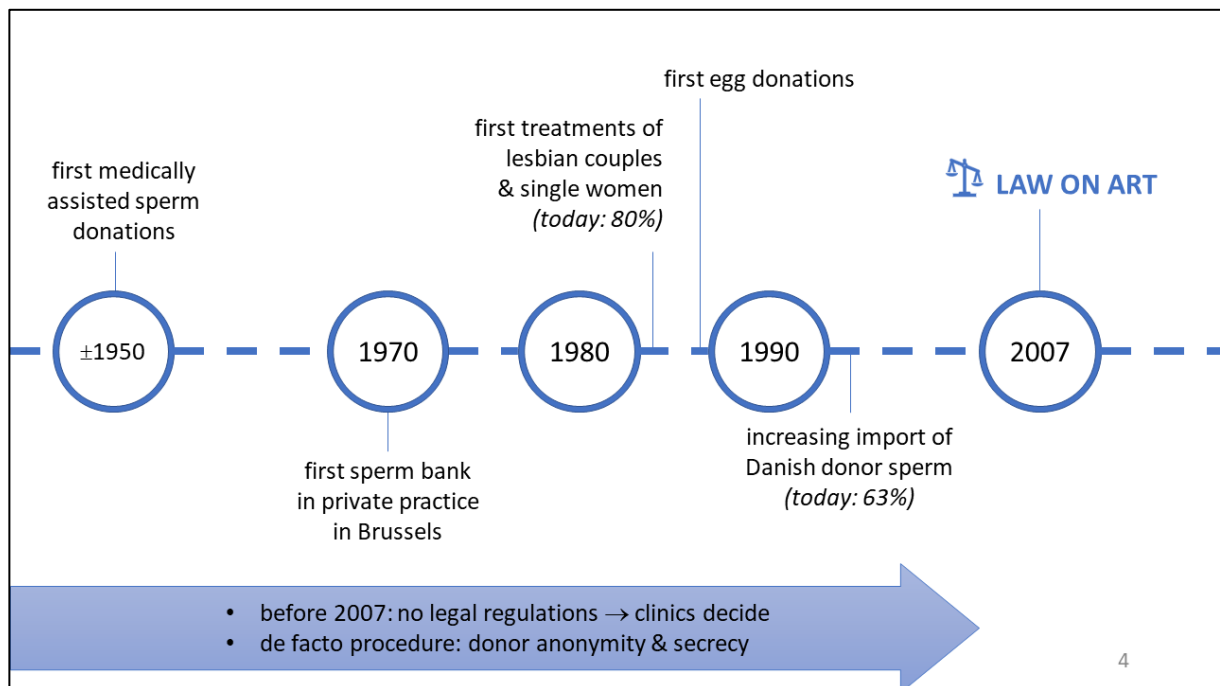 first egg donations
first treatments of
lesbian couples
& single women
(today: 80%)
first medically
assisted sperm
donations
LAW ON ART
±1950
1970
1980
1990
2007
first sperm bank
in private practice
in Brussels
increasing import of
Danish donor sperm
(today: 63%)
• before 2007: no legal regulations → clinics decide
• de facto procedure: donor anonymity & secrecy
4